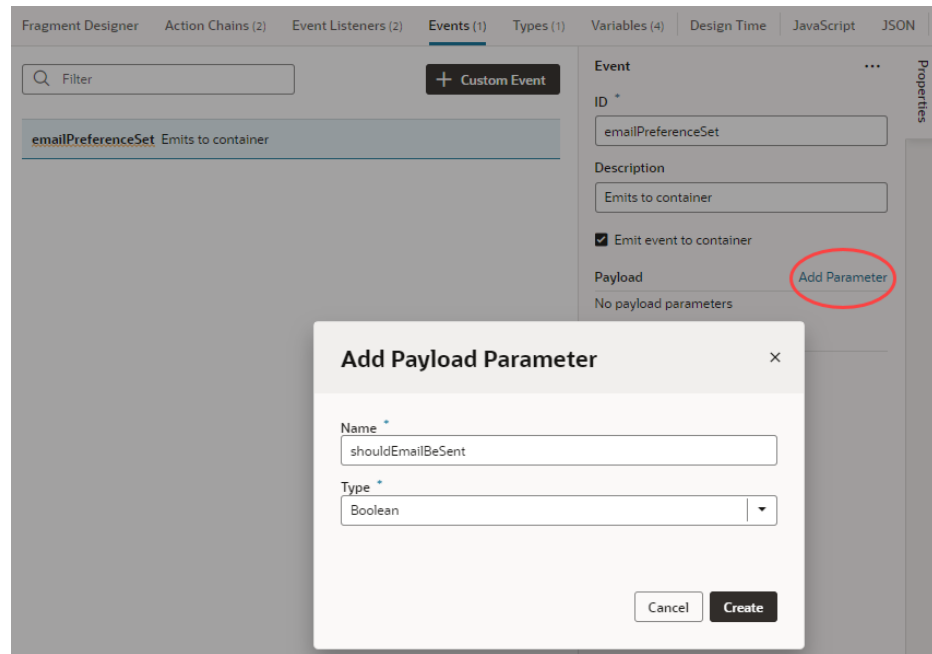 Fragment Designer Action Chains (2) Event Listeners (2) Events (1) Types (1) Variables (4) Design Time JavaScript JSON
Filter
+ Custom Event
emailPreferenceSet Emits to container
Event
ID *
emailPreferenceSet
Description
Emits to container
Emit event to container
Payload Add Parameter
No payload parameters
Properties
Add Payload Parameter
Name *
shouldEmailBeSent
Type *
Boolean
Cancel Create